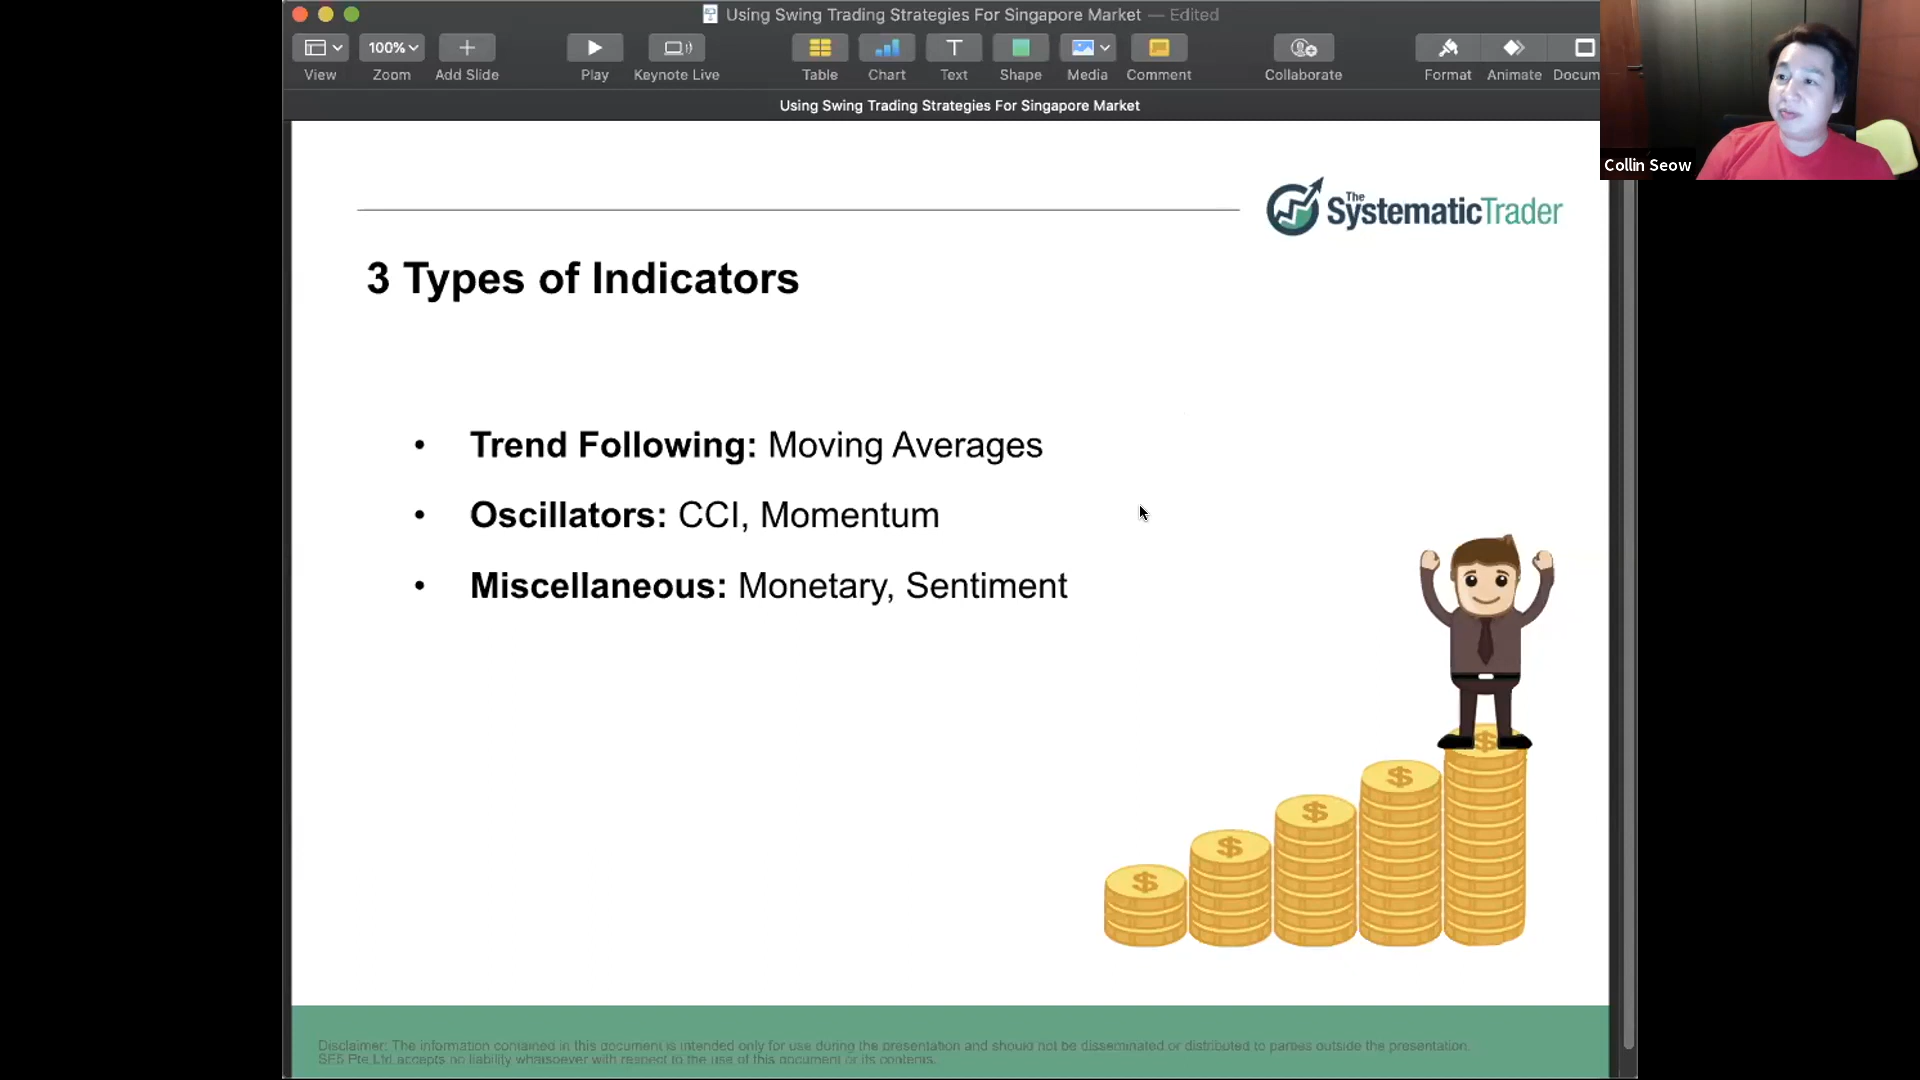 Using Swing Trading Strategies For Singapore Market — Edited
100%
View Zoom Add Slide Play Keynote Live Table Chart Text Shape Media Comment Collaborate Format Animate Docum
Using Swing Trading Strategies For Singapore Market
Collin Seow
The SystematicTrader
3 Types of Indicators
• Trend Following: Moving Averages
• Oscillators: CCI, Momentum
• Miscellaneous: Monetary, Sentiment
$ $ $ $ $
Disclaimer: The information contained in this document is intended only for use during the presentation and should not be disseminated or distributed to parties outside the presentation.
SE5 Pte Ltd accepts no liability whatsoever with respect to the use of this document or its contents.